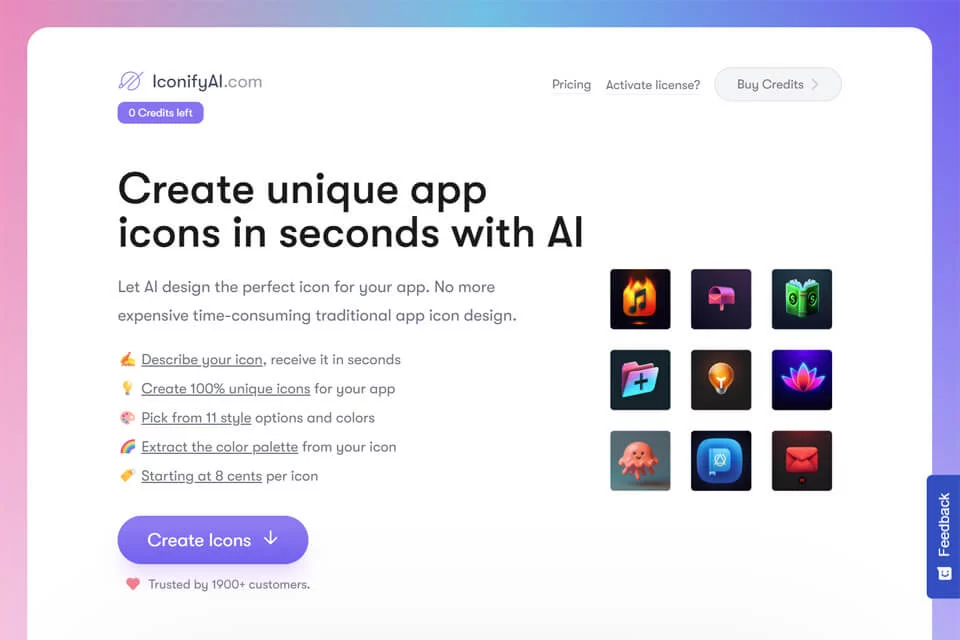 IconifyAI.com
0 Credits left
Pricing
Activate license?
Buy Credits
Create unique app
icons in seconds with AI
Let AI design the perfect icon for your app. No more
expensive time-consuming traditional app icon design.
Describe your icon, receive it in seconds
Create 100% unique icons for your app
Pick from 11 style options and colors
Extract the color palette from your icon
Starting at 8 cents per icon
Create Icons
Trusted by 1900+ customers.
Feedback